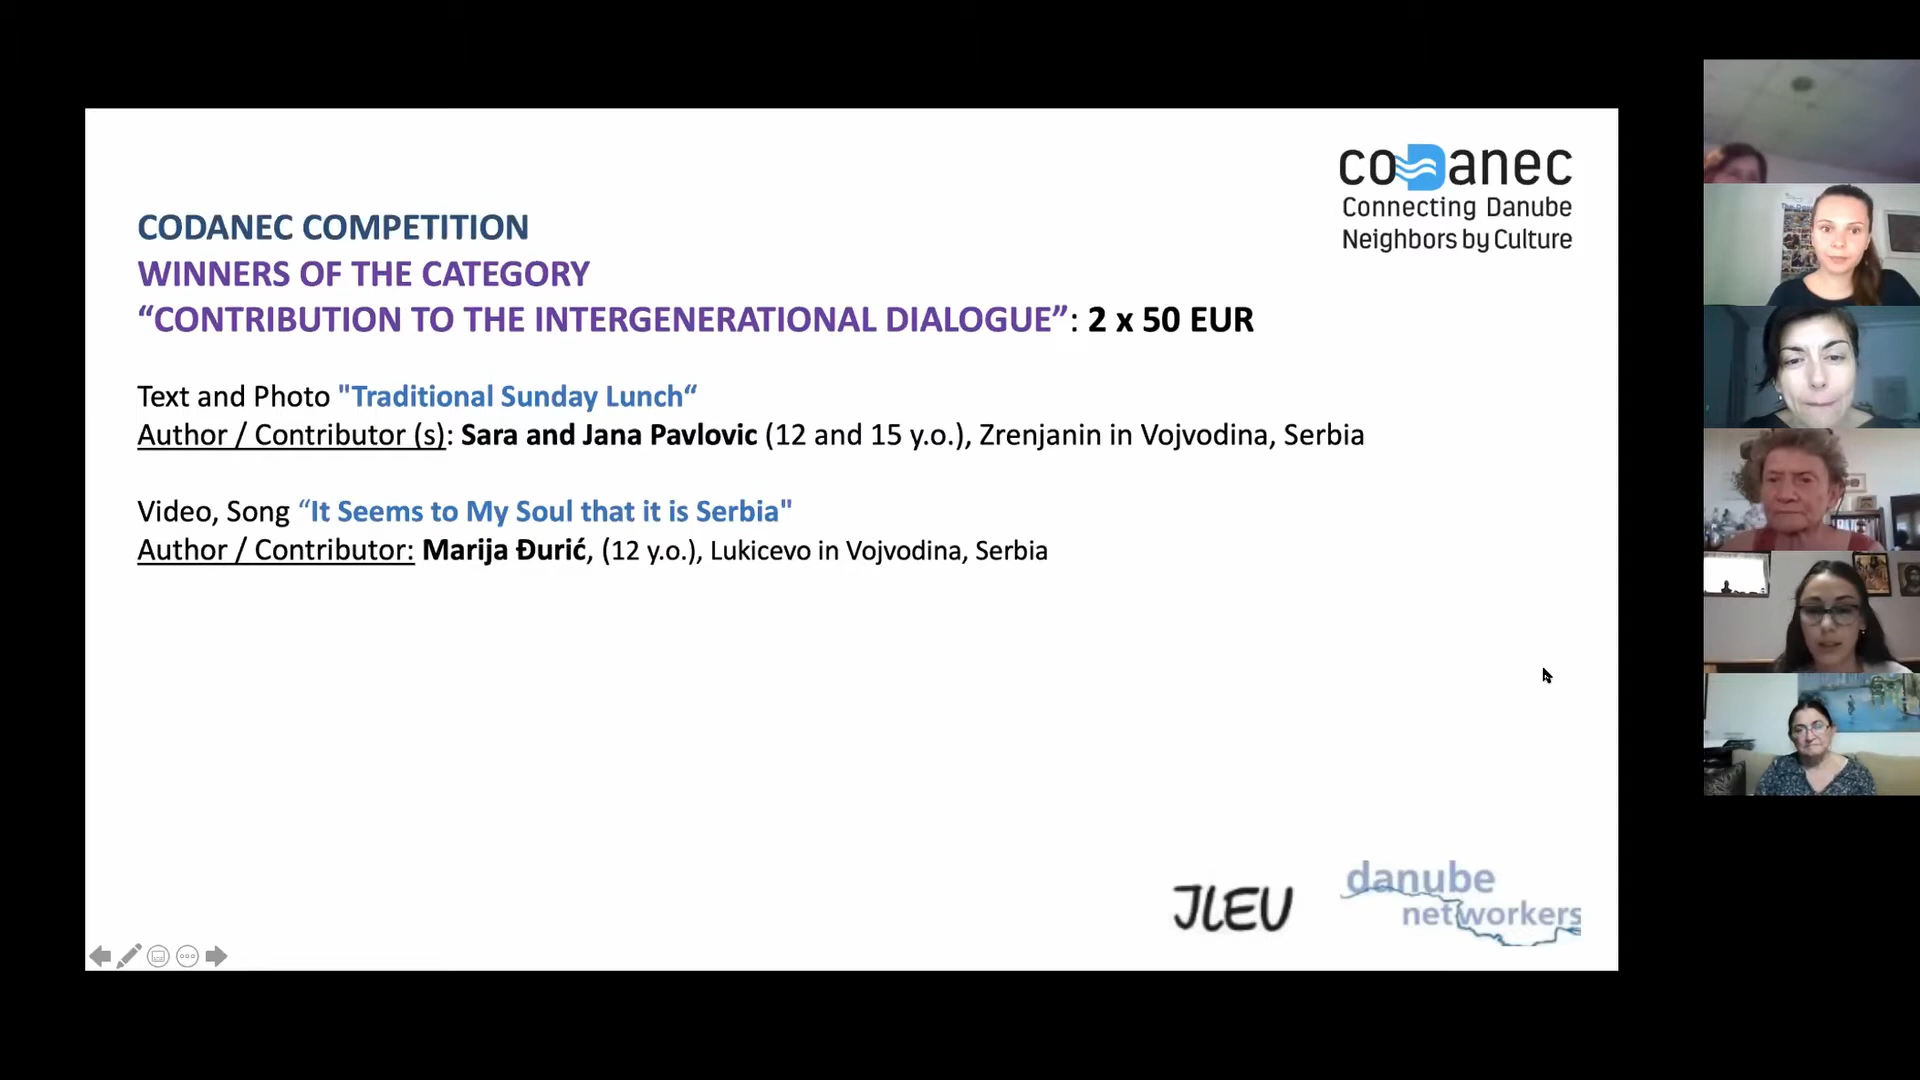 coDanec
Connecting Danube
Neighbors by Culture
CODANEC COMPETITION
WINNERS OF THE CATEGORY
“CONTRIBUTION TO THE INTERGENERATIONAL DIALOGUE”: 2 x 50 EUR
Text and Photo "Traditional Sunday Lunch“
Author / Contributor (s): Sara and Jana Pavlovic (12 and 15 y.o.), Zrenjanin in Vojvodina, Serbia
Video, Song “It Seems to My Soul that it is Serbia"
Author / Contributor: Marija Đurić, (12 y.o.), Lukicevo in Vojvodina, Serbia
JLEU
danube
networkers